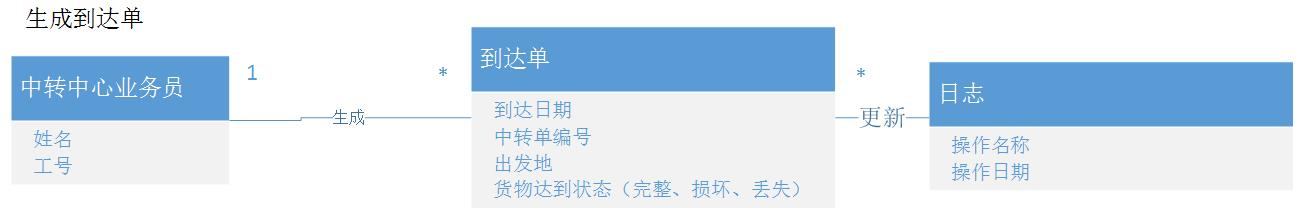 生成到达单
中转中心业务员
姓名
工号
1
生成
*
到达单
到达日期
中转单编号
出发地
货物达到状态（完整、损坏、丢失）
*
更新
日志
操作名称
操作日期